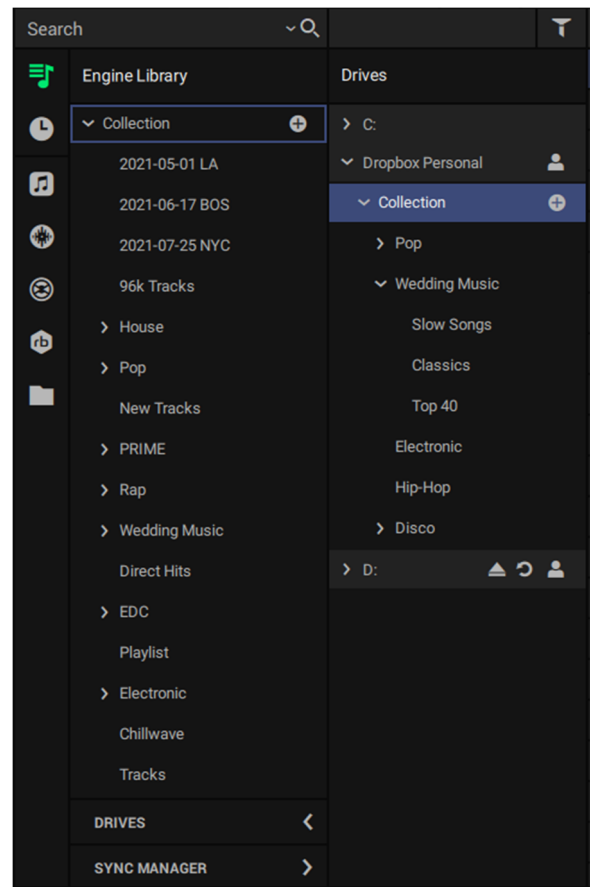 Search
Engine Library
Collection
2021-05-01 LA
2021-06-17 BOS
2021-07-25 NYC
96k Tracks
House
Pop
New Tracks
PRIME
Rap
Wedding Music
Direct Hits
EDC
Playlist
Electronic
Chillwave
Tracks
DRIVES
SYNC MANAGER
Drives
C:
Dropbox Personal
Collection
Pop
Wedding Music
Slow Songs
Classics
Top 40
Electronic
Hip-Hop
Disco
D:
rb